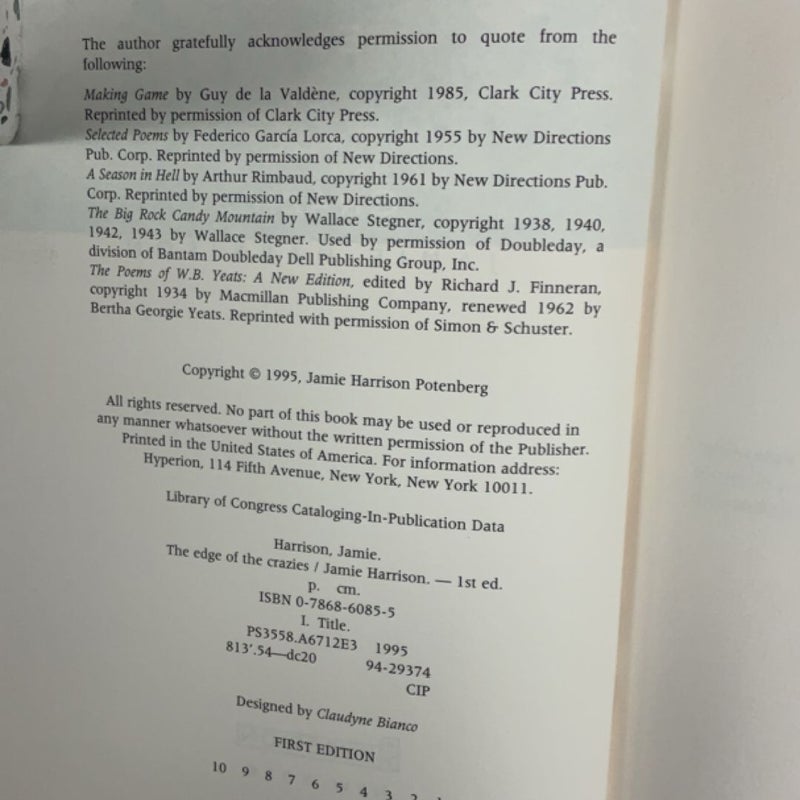 The author gratefully acknowledges permission to quote from the
following:
Making Game by Guy de la Valdène, copyright 1985, Clark City Press.
Reprinted by permission of Clark City Press.
Selected Poems by Federico García Lorca, copyright 1955 by New Directions
Pub. Corp. Reprinted by permission of New Directions.
A Season in Hell by Arthur Rimbaud, copyright 1961 by New Directions Pub.
Corp. Reprinted by permission of New Directions.
The Big Rock Candy Mountain by Wallace Stegner, copyright 1938, 1940,
1942, 1943 by Wallace Stegner. Used by permission of Doubleday, a
division of Bantam Doubleday Dell Publishing Group, Inc.
The Poems of W.B. Yeats: A New Edition, edited by Richard J. Finneran,
copyright 1934 by Macmillan Publishing Company, renewed 1962 by
Bertha Georgie Yeats. Reprinted with permission of Simon & Schuster.
Copyright © 1995, Jamie Harrison Potenberg
All rights reserved. No part of this book may be used or reproduced in
any manner whatsoever without the written permission of the Publisher.
Printed in the United States of America. For information address:
Hyperion, 114 Fifth Avenue, New York, New York 10011.
Library of Congress Cataloging-In-Publication Data
Harrison, Jamie.
The edge of the crazies / Jamie Harrison. — 1st ed.
p. cm.
ISBN 0-7868-6085-5
I. Title.
PS3558.A6712E3 1995
813'.54—dc20 94-29374
CIP
Designed by Claudyne Bianco
FIRST EDITION
10 9 8 7 6 5 4 3 2